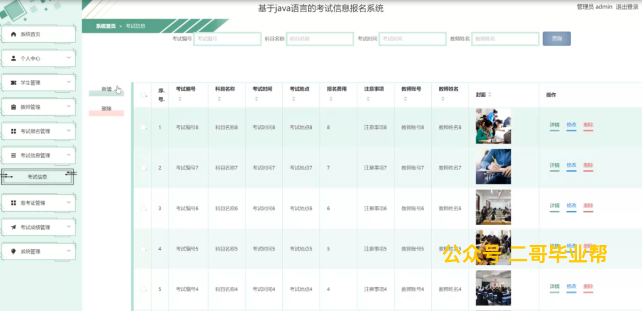 基于java语言的考试信息报名系统
管理员 admin 退出登录
系统首页 > 考试信息
考试编号 考试编号 科目名称 科目名称 考试时间 考试时间 教师姓名 教师姓名 查询
系统首页
个人中心
学生管理
教师管理
考试报名管理
考试信息管理
考试信息
准考证管理
考试成绩管理
系统管理
新增
删除
序号 考试编号 科目名称 考试时间 考试地点 报名费用 注意事项 教师账号 教师姓名 封面 操作
1 考试编号8 科目名称8 考试时间8 考试地点8 8 注意事项8 教师账号8 教师姓名8 详情 修改 删除
2 考试编号7 科目名称7 考试时间7 考试地点7 7 注意事项7 教师账号7 教师姓名7 详情 修改 删除
3 考试编号6 科目名称6 考试时间6 考试地点6 6 注意事项6 教师账号6 教师姓名6 详情 修改 删除
4 考试编号5 科目名称5 考试时间5 考试地点5 5 注意事项5 教师账号5 教师姓名5
公众号 二哥毕业帮
5 考试编号4 科目名称4 考试时间4 考试地点4 4 注意事项4 教师账号4 教师姓名4 详情 修改 删除